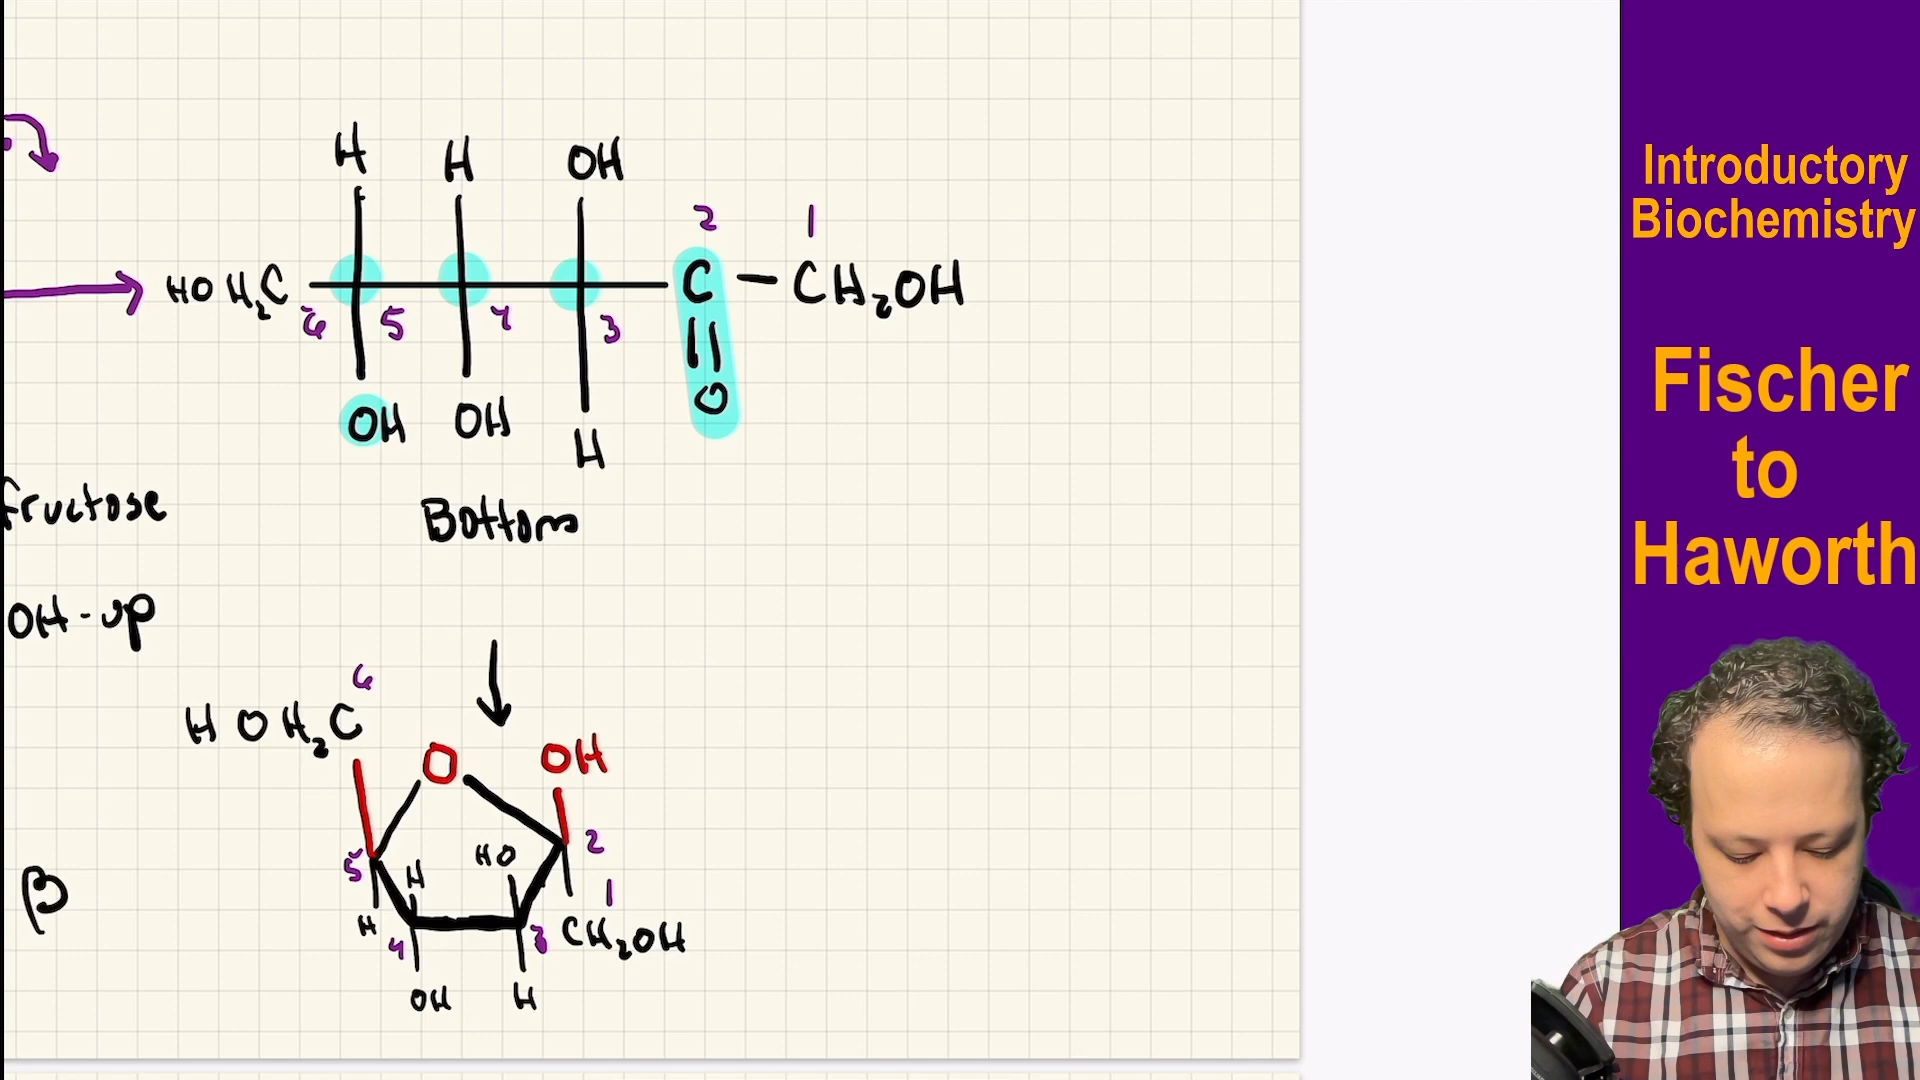 H H OH
2 1
HOH₂C C - CH₂OH
6 5 4 3
O
OH OH H
fructose
Bottom
OH-up
6
HOH₂C
O OH
2
5 H HO
β
1
H 4 3 CH₂OH
OH H
Introductory
Biochemistry
Fischer
to
Haworth